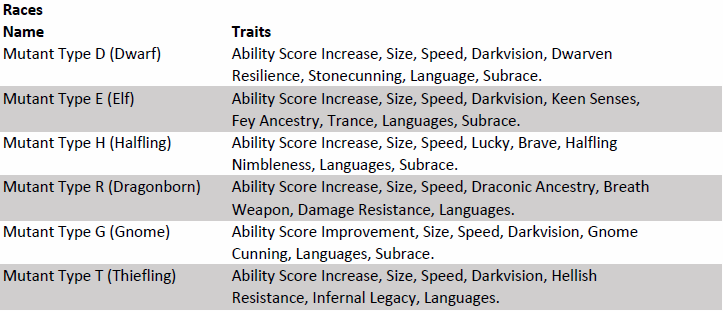 Races
Name Traits
Mutant Type D (Dwarf) Ability Score Increase, Size, Speed, Darkvision, Dwarven
Resilience, Stonecunning, Language, Subrace.
Mutant Type E (Elf) Ability Score Increase, Size, Speed, Darkvision, Keen Senses,
Fey Ancestry, Trance, Languages, Subrace.
Mutant Type H (Halfling) Ability Score Increase, Size, Speed, Lucky, Brave, Halfling
Nimbleness, Languages, Subrace.
Mutant Type R (Dragonborn) Ability Score Increase, Size, Speed, Draconic Ancestry, Breath
Weapon, Damage Resistance, Languages.
Mutant Type G (Gnome) Ability Score Improvement, Size, Speed, Darkvision, Gnome
Cunning, Languages, Subrace.
Mutant Type T (Thiefling) Ability Score Increase, Size, Speed, Darkvision, Hellish
Resistance, Infernal Legacy, Languages.